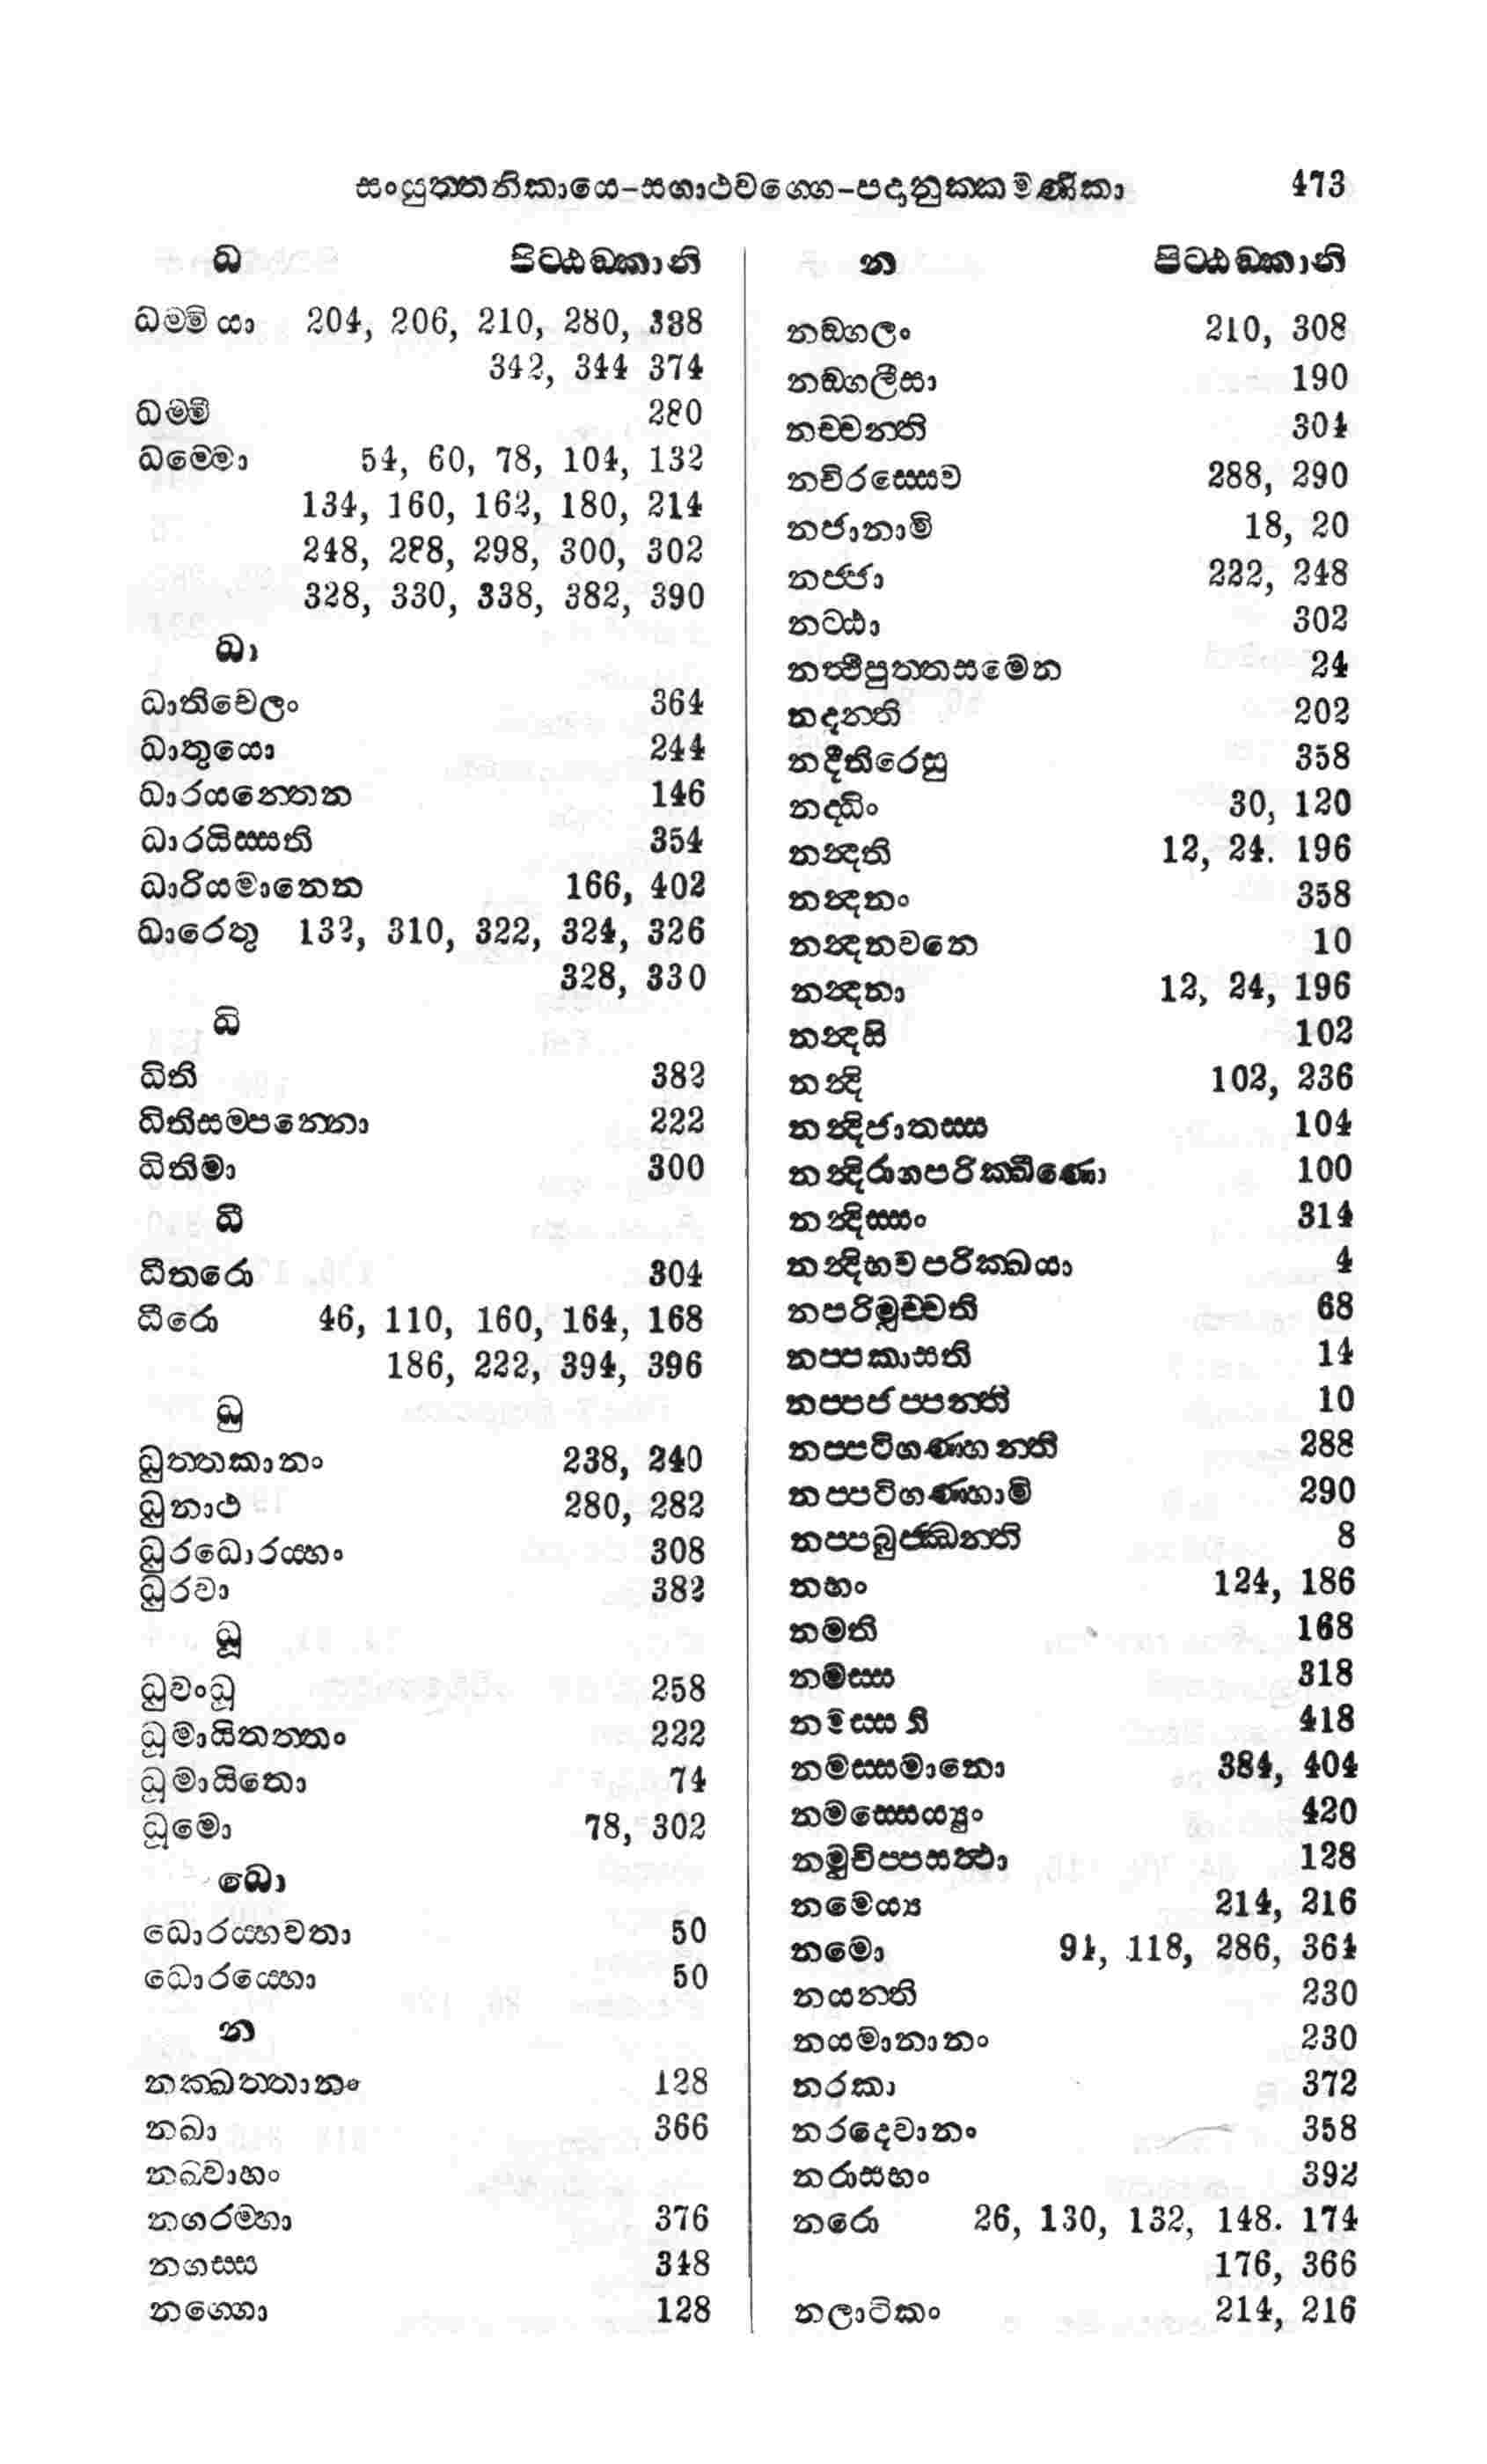 සංයුත්තනිකායෙ-සගාථවග්ගෙ-පදානුක්කමණිකා 473
ධ පිට්ඨඞ්කානි
ධම්මියා 204, 206, 210, 280, 338
342, 344 374
ධම්මී 280
ධම්මො 54, 60, 78, 104, 132
134, 160, 162, 180, 214
248, 288, 298, 300, 302
328, 330, 338, 382, 390
ධා
ධාතිචෙලං 364
ධාතුයො 244
ධාරයන්තෙන 146
ධාරයිස්සති 354
ධාරියමානෙන 166, 402
ධාරෙතු 132, 310, 322, 324, 326
328, 330
ධි
ධිති 382
ධිතිසම්පන්නො 222
ධිතිමා 300
ධී
ධීතරො 304
ධීරො 46, 110, 160, 164, 168
186, 222, 394, 396
ධු
ධුත්තකානං 238, 240
ධුනාථ 280, 282
ධුරධොරය්හං 308
ධුරවා 382
ධූ
ධුවංධූ 258
ධූමායිතත්තං 222
ධූමායිතො 74
ධූමො 78, 302
ධො
ධොරය්හවතා 50
ධොරය්හො 50
න
නක්ඛත්තානං 128
නඛා 366
නඛ්වාහං
නගරම්හා 376
නගස්ස 348
නග්ගො 128
න පිට්ඨඞ්කානි
නඞ්ගලං 210, 308
නඞ්ගලීසා 190
නච්චන්ති 304
නචිරස්සෙව 288, 290
නජානාමි 18, 20
නජ්ජා 222, 248
නට්ඨා 302
නත්ථිපුත්තසමෙන 24
නදන්ති 202
නදීතිරෙසු 358
නද්ධිං 30, 120
නන්දති 12, 24. 196
නන්දනං 358
නන්දනවනෙ 10
නන්දනා 12, 24, 196
නන්දසි 102
නන්දි 102, 236
නන්දිජාතස්ස 104
නන්දිරාගපරික්ඛීණො 100
නන්දිස්සං 314
නන්දිභවපරික්ඛයා 4
නපරිමුච්චති 68
නප්පකාසති 14
නප්පජප්පන්ති 10
නප්පටිගණ්හන්ති 288
නප්පටිගණ්හාමි 290
නප්පබුජ්ඣන්ති 8
නභං 124, 186
නමති 168
නමස්ස 318
නමස්සති 418
නමස්සමානො 384, 404
නමස්සෙය්‍යුං 420
නමුචිප්පසත්ථා 128
නමෙය්‍ය 214, 216
නමො 94, 118, 286, 364
නයන්ති 230
නයමානානං 230
නරකා 372
නරදෙවානං 358
නරාසභං 392
නරො 26, 130, 132, 148. 174
176, 366
නලාටිකං 214, 216